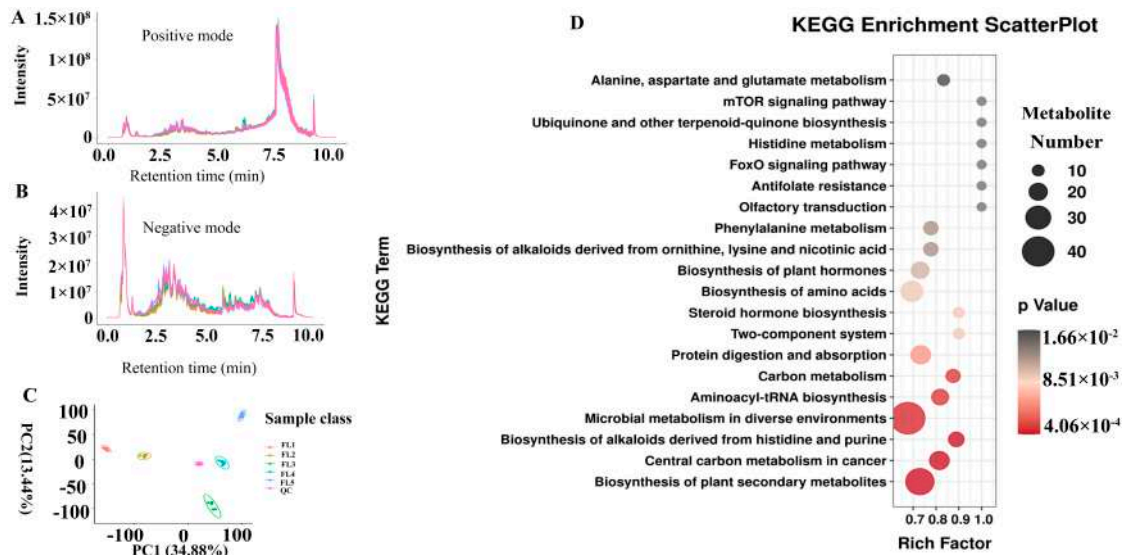 A
1.5×10⁸
1×10⁸
5×10⁷
0
Intensity
Positive mode
0.0 2.5 5.0 7.5 10.0
Retention time (min)
B
4×10⁷
3×10⁷
2×10⁷
1×10⁷
0
Intensity
Negative mode
0.0 2.5 5.0 7.5 10.0
Retention time (min)
C
100
50
0
-50
-100
PC2(13.44%)
-100 0 100
PC1 (34.88%)
Sample class
FL1
FL2
FL3
FL4
FL5
QC
D
KEGG Enrichment ScatterPlot
KEGG Term
Alanine, aspartate and glutamate metabolism
mTOR signaling pathway
Ubiquinone and other terpenoid-quinone biosynthesis
Histidine metabolism
FoxO signaling pathway
Antifolate resistance
Olfactory transduction
Phenylalanine metabolism
Biosynthesis of alkaloids derived from ornithine, lysine and nicotinic acid
Biosynthesis of plant hormones
Biosynthesis of amino acids
Steroid hormone biosynthesis
Two-component system
Protein digestion and absorption
Carbon metabolism
Aminoacyl-tRNA biosynthesis
Microbial metabolism in diverse environments
Biosynthesis of alkaloids derived from histidine and purine
Central carbon metabolism in cancer
Biosynthesis of plant secondary metabolites
0.7 0.8 0.9 1.0
Rich Factor
Metabolite
Number
10
20
30
40
p Value
1.66×10⁻²
8.51×10⁻³
4.06×10⁻⁴